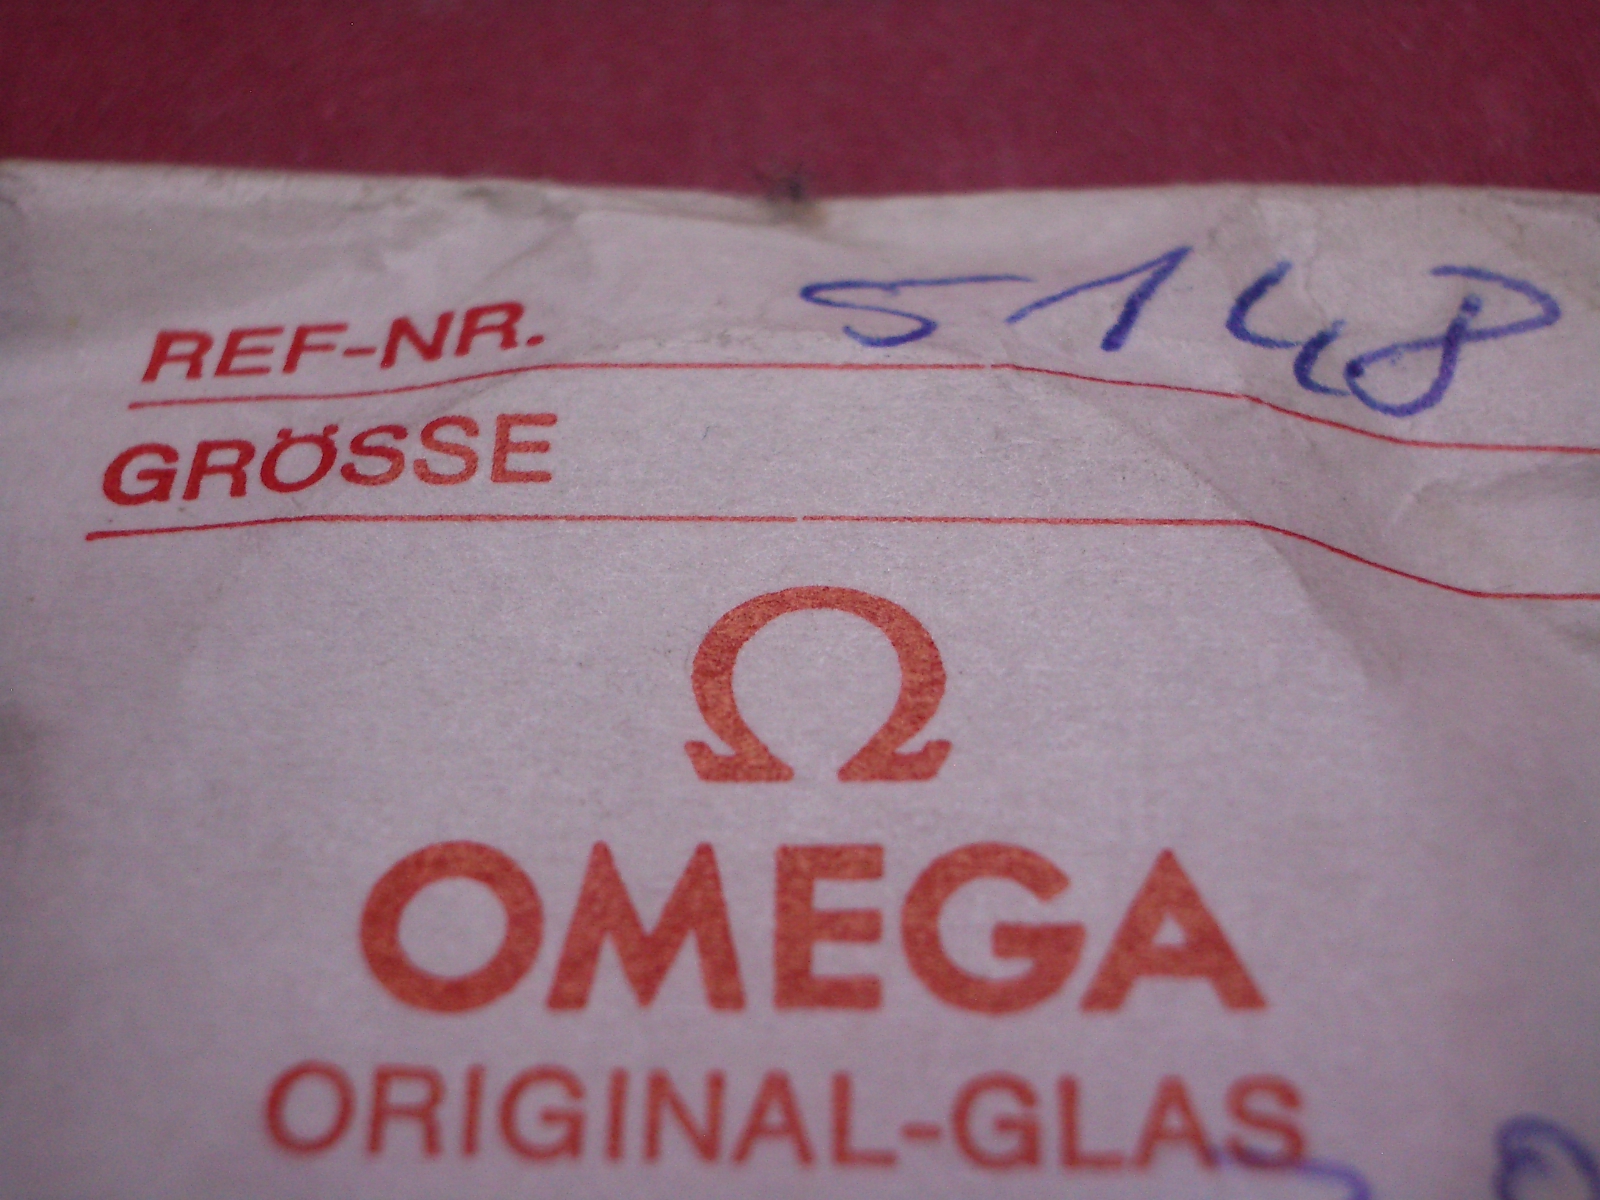 REF-NR. 5148
GRÖSSE
Ω
OMEGA
ORIGINAL-GLAS